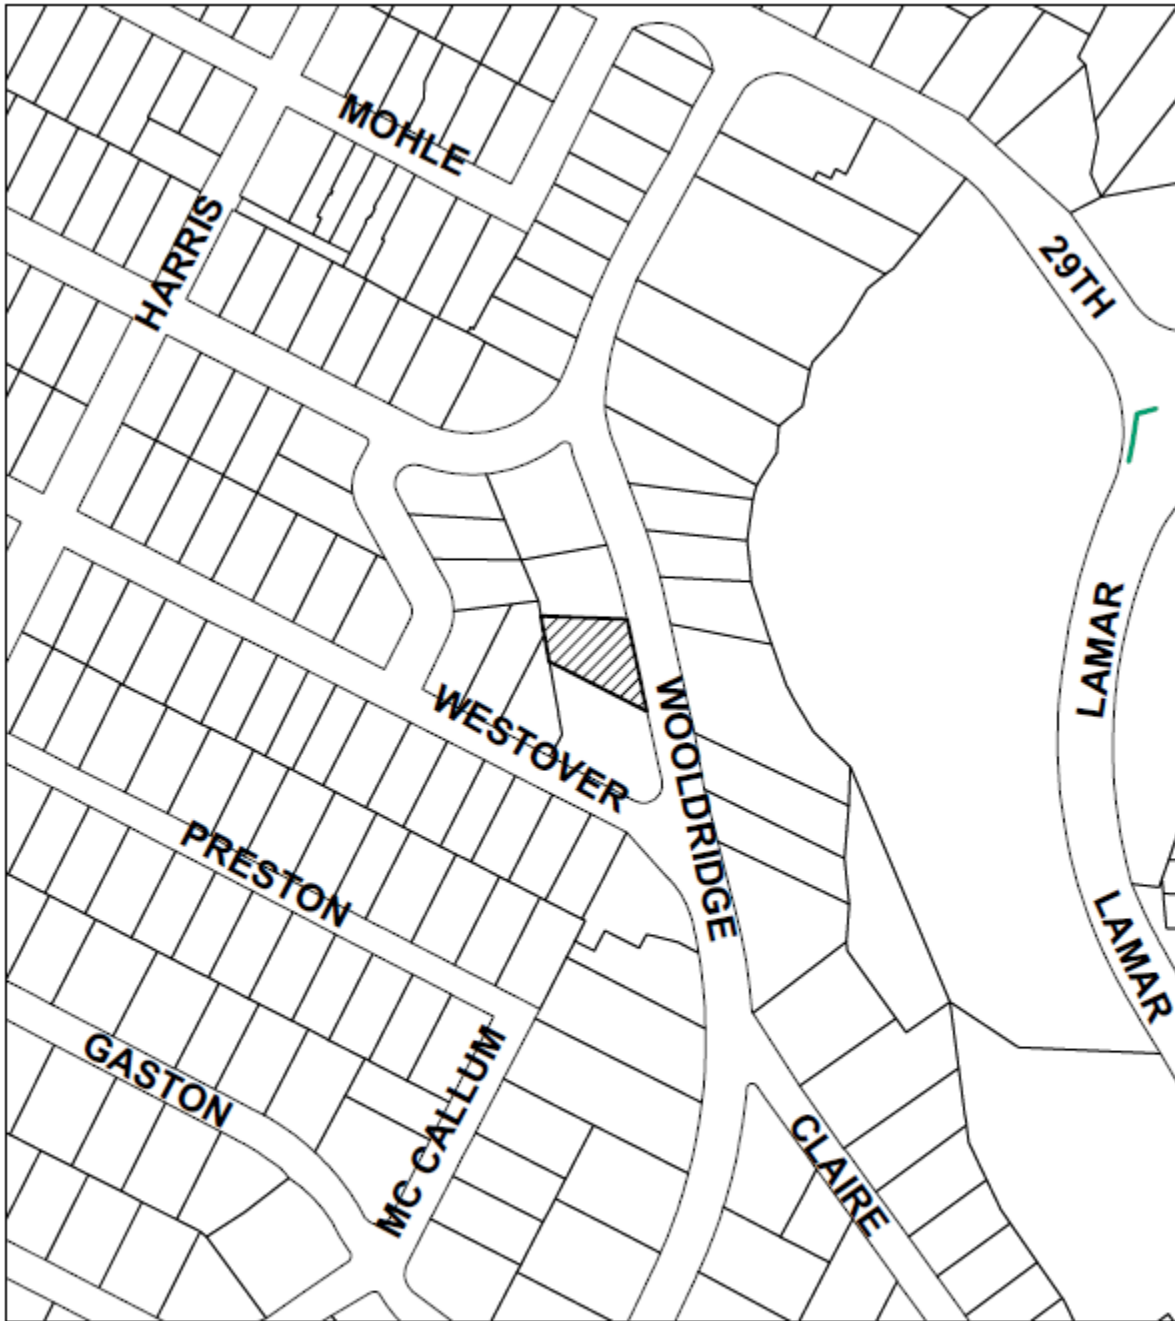 MOHLE
HARRIS
29TH
LAMAR
WESTOVER
WOOLDRIDGE
PRESTON
LAMAR
GASTON
MC CALLUM
CLAIRE